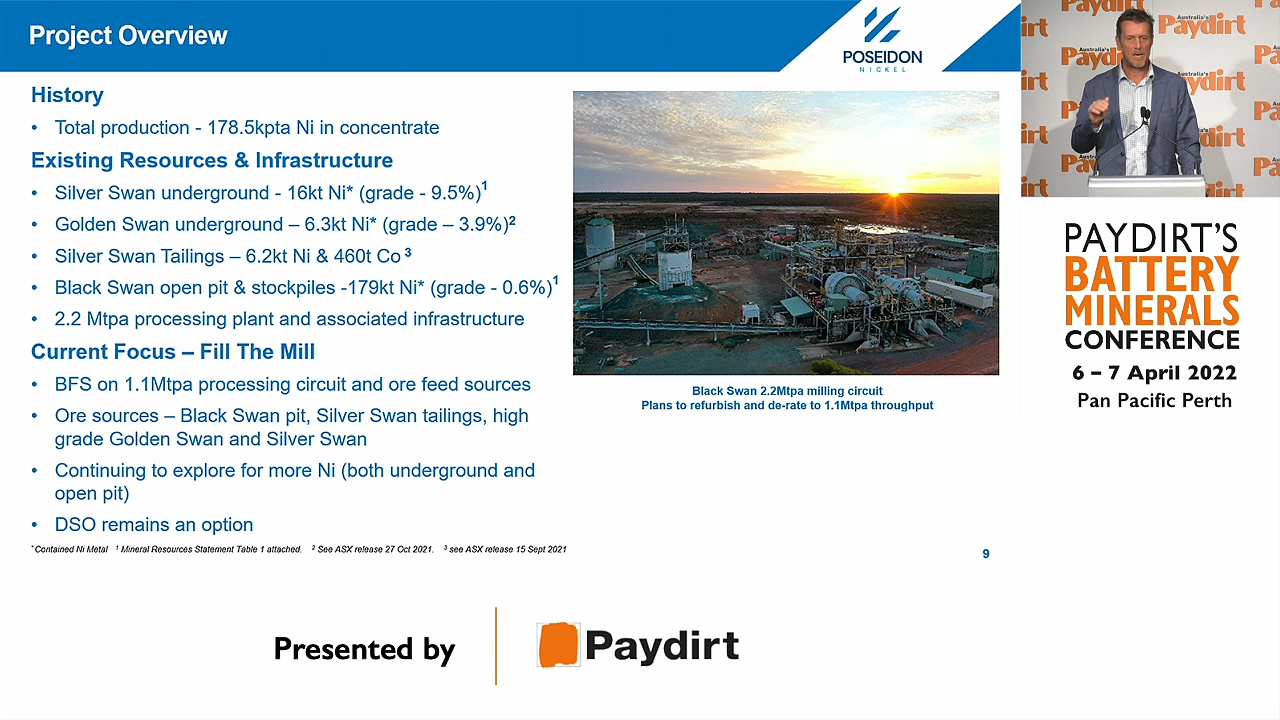 Project Overview
POSEIDON
NICKEL
History
• Total production - 178.5kpta Ni in concentrate
Existing Resources & Infrastructure
• Silver Swan underground - 16kt Ni* (grade - 9.5%)1
• Golden Swan underground – 6.3kt Ni* (grade – 3.9%)2
• Silver Swan Tailings – 6.2kt Ni & 460t Co 3
• Black Swan open pit & stockpiles -179kt Ni* (grade - 0.6%)1
• 2.2 Mtpa processing plant and associated infrastructure
Current Focus – Fill The Mill
• BFS on 1.1Mtpa processing circuit and ore feed sources
• Ore sources – Black Swan pit, Silver Swan tailings, high
grade Golden Swan and Silver Swan
• Continuing to explore for more Ni (both underground and
open pit)
• DSO remains an option
* Contained Ni Metal 1 Mineral Resources Statement Table 1 attached. 2 See ASX release 27 Oct 2021. 3 see ASX release 15 Sept 2021
Black Swan 2.2Mtpa milling circuit
Plans to refurbish and de-rate to 1.1Mtpa throughput
9
Australia's
Paydirt
PAYDIRT'S
BATTERY
MINERALS
CONFERENCE
6 – 7 April 2022
Pan Pacific Perth
Presented by
Paydirt